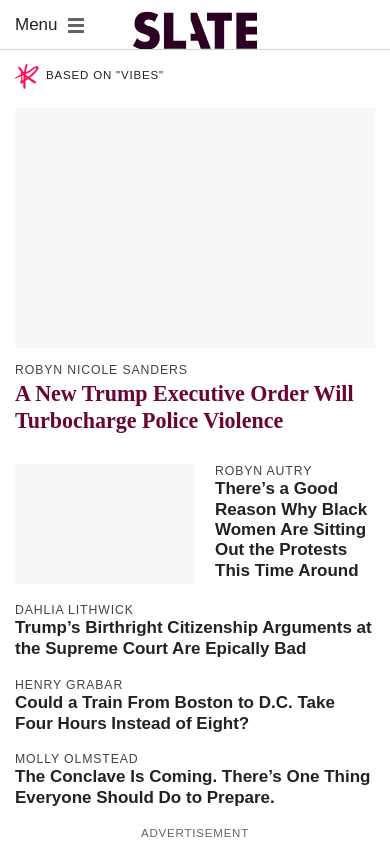 Menu
SLATE
BASED ON "VIBES"
ROBYN NICOLE SANDERS
A New Trump Executive Order Will
Turbocharge Police Violence
ROBYN AUTRY
There’s a Good
Reason Why Black
Women Are Sitting
Out the Protests
This Time Around
DAHLIA LITHWICK
Trump’s Birthright Citizenship Arguments at
the Supreme Court Are Epically Bad
HENRY GRABAR
Could a Train From Boston to D.C. Take
Four Hours Instead of Eight?
MOLLY OLMSTEAD
The Conclave Is Coming. There’s One Thing
Everyone Should Do to Prepare.
ADVERTISEMENT